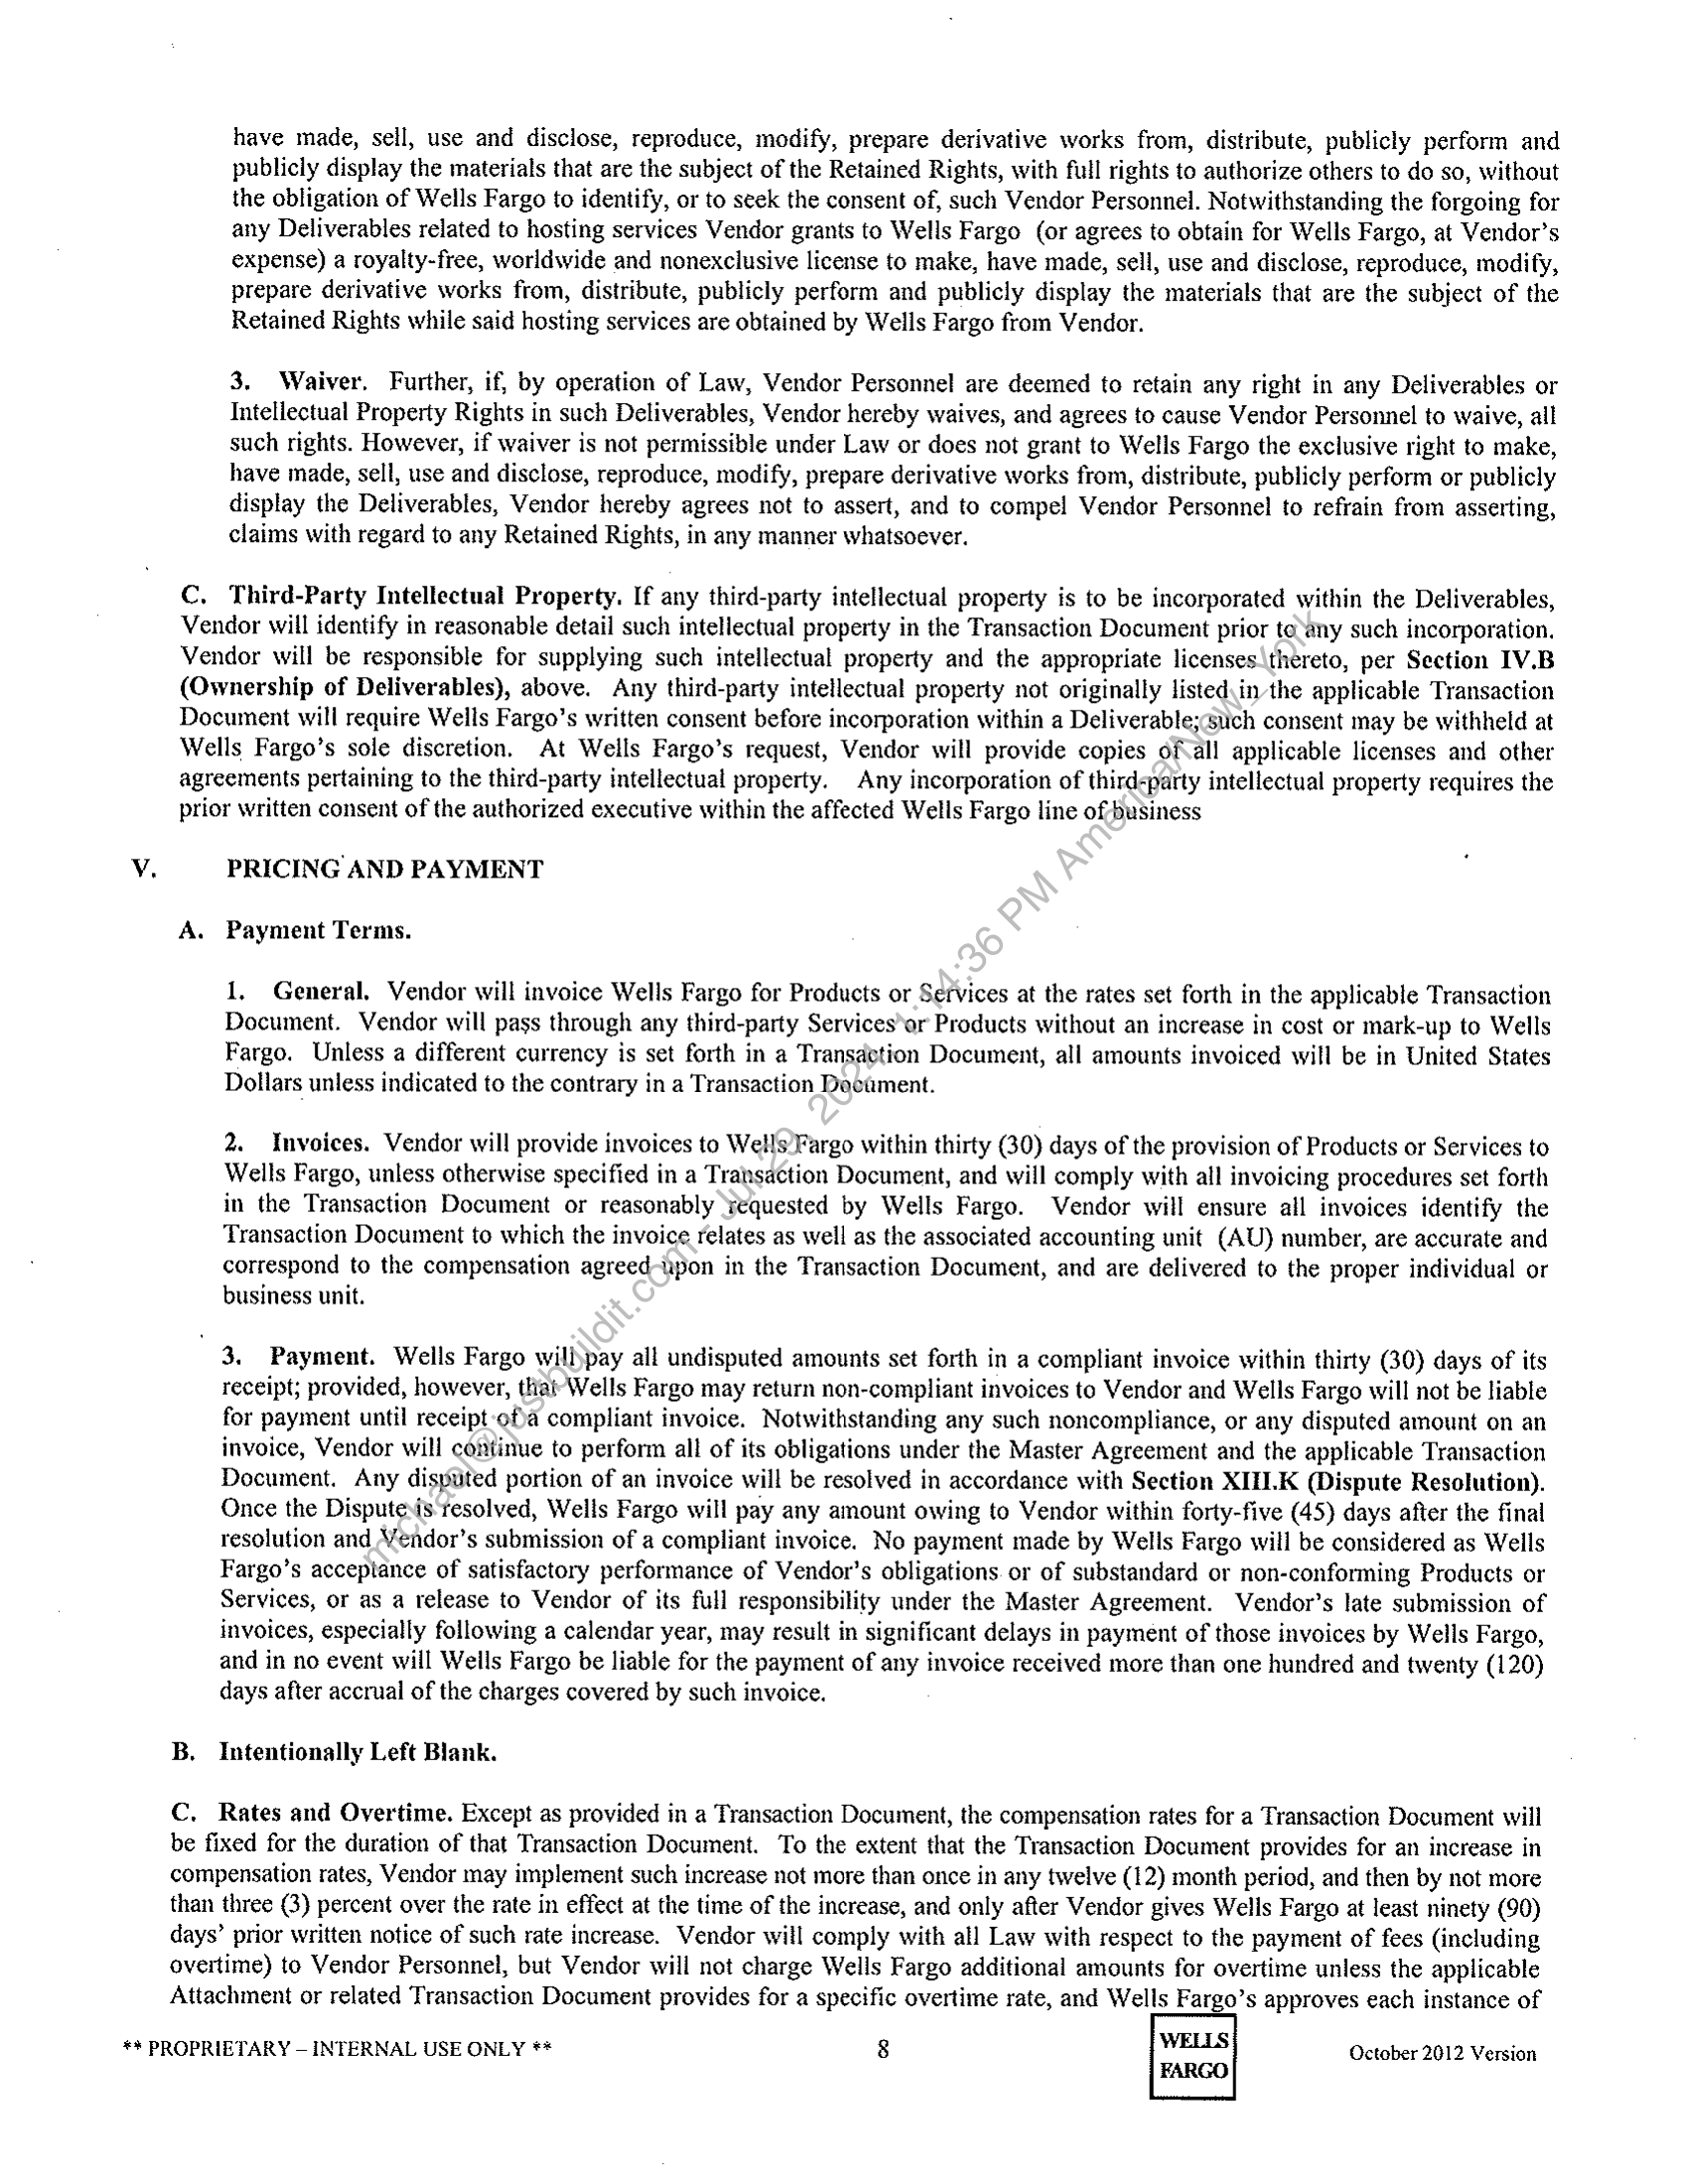 have made, sell, use and disclose, reproduce, modify, prepare derivative works from, distribute, publicly perform and
publicly display the materials that are the subject of the Retained Rights, with full rights to authorize others to do so, without
the obligation of Wells Fargo to identify, or to seek the consent of, such Vendor Personnel. Notwithstanding the forgoing for
any Deliverables related to hosting services Vendor grants to Wells Fargo (or agrees to obtain for Wells Fargo, at Vendor's
expense) a royalty-free, worldwide and nonexclusive license to make, have made, sell, use and disclose, reproduce, modify,
prepare derivative works from, distribute, publicly perform and publicly display the materials that are the subject of the
Retained Rights while said hosting services are obtained by Wells Fargo from Vendor.
3. Waiver. Further, if, by operation of Law, Vendor Personnel are deemed to retain any right in any Deliverables or
Intellectual Property Rights in such Deliverables, Vendor hereby waives, and agrees to cause Vendor Personnel to waive, all
such rights. However, if waiver is not permissible under Law or does not grant to Wells Fargo the exclusive right to make,
have made, sell, use and disclose, reproduce, modify, prepare derivative works from, distribute, publicly perform or publicly
display the Deliverables, Vendor hereby agrees not to assert, and to compel Vendor Personnel to refrain from asserting,
claims with regard to any Retained Rights, in any manner whatsoever.
C. Third-Party Intellectual Property. If any third-party intellectual property is to be incorporated within the Deliverables,
Vendor will identify in reasonable detail such intellectual property in the Transaction Document prior to any such incorporation.
Vendor will be responsible for supplying such intellectual property and the appropriate licenses thereto, per Section IV.B
(Ownership of Deliverables), above. Any third-party intellectual property not originally listed in the applicable Transaction
Document will require Wells Fargo's written consent before incorporation within a Deliverable; such consent may be withheld at
Wells Fargo's sole discretion. At Wells Fargo's request, Vendor will provide copies of all applicable licenses and other
agreements pertaining to the third-party intellectual property. Any incorporation of third-party intellectual property requires the
prior written consent of the authorized executive within the affected Wells Fargo line of business
V. PRICING AND PAYMENT
A. Payment Terms.
1. General. Vendor will invoice Wells Fargo for Products or Services at the rates set forth in the applicable Transaction
Document. Vendor will pass through any third-party Services or Products without an increase in cost or mark-up to Wells
Fargo. Unless a different currency is set forth in a Transaction Document, all amounts invoiced will be in United States
Dollars unless indicated to the contrary in a Transaction Document.
2. Invoices. Vendor will provide invoices to Wells Fargo within thirty (30) days of the provision of Products or Services to
Wells Fargo, unless otherwise specified in a Transaction Document, and will comply with all invoicing procedures set forth
in the Transaction Document or reasonably requested by Wells Fargo. Vendor will ensure all invoices identify the
Transaction Document to which the invoice relates as well as the associated accounting unit (AU) number, are accurate and
correspond to the compensation agreed upon in the Transaction Document, and are delivered to the proper individual or
business unit.
3. Payment. Wells Fargo will pay all undisputed amounts set forth in a compliant invoice within thirty (30) days of its
receipt; provided, however, that Wells Fargo may return non-compliant invoices to Vendor and Wells Fargo will not be liable
for payment until receipt of a compliant invoice. Notwithstanding any such noncompliance, or any disputed amount on an
invoice, Vendor will continue to perform all of its obligations under the Master Agreement and the applicable Transaction
Document. Any disputed portion of an invoice will be resolved in accordance with Section XIII.K (Dispute Resolution).
Once the Dispute is resolved, Wells Fargo will pay any amount owing to Vendor within forty-five (45) days after the final
resolution and Vendor's submission of a compliant invoice. No payment made by Wells Fargo will be considered as Wells
Fargo's acceptance of satisfactory performance of Vendor's obligations or of substandard or non-conforming Products or
Services, or as a release to Vendor of its full responsibility under the Master Agreement. Vendor's late submission of
invoices, especially following a calendar year, may result in significant delays in payment of those invoices by Wells Fargo,
and in no event will Wells Fargo be liable for the payment of any invoice received more than one hundred and twenty (120)
days after accrual of the charges covered by such invoice.
B. Intentionally Left Blank.
C. Rates and Overtime. Except as provided in a Transaction Document, the compensation rates for a Transaction Document will
be fixed for the duration of that Transaction Document. To the extent that the Transaction Document provides for an increase in
compensation rates, Vendor may implement such increase not more than once in any twelve (12) month period, and then by not more
than three (3) percent over the rate in effect at the time of the increase, and only after Vendor gives Wells Fargo at least ninety (90)
days' prior written notice of such rate increase. Vendor will comply with all Law with respect to the payment of fees (including
overtime) to Vendor Personnel, but Vendor will not charge Wells Fargo additional amounts for overtime unless the applicable
Attachment or related Transaction Document provides for a specific overtime rate, and Wells Fargo's approves each instance of
** PROPRIETARY – INTERNAL USE ONLY **
8
WELLS
FARGO
October 2012 Version
michael@justbuildit.com - Jul 29, 2024, 1:14:36 PM America/New_York